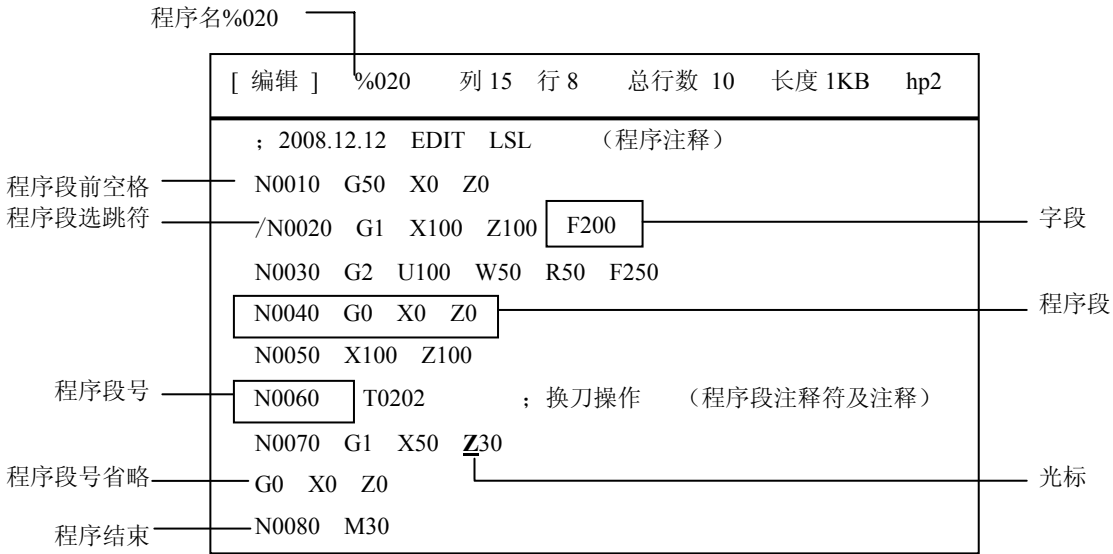 程序名%020
[ 编辑 ] %020 列 15 行 8 总行数 10 长度 1KB hp2
; 2008.12.12 EDIT LSL (程序注释)
程序段前空格 N0010 G50 X0 Z0
程序段选跳符 /N0020 G1 X100 Z100 F200 字段
N0030 G2 U100 W50 R50 F250
N0040 G0 X0 Z0 程序段
N0050 X100 Z100
程序段号 N0060 T0202 ;换刀操作 (程序段注释符及注释)
N0070 G1 X50 Z30
程序段号省略 G0 X0 Z0 光标
程序结束 N0080 M30